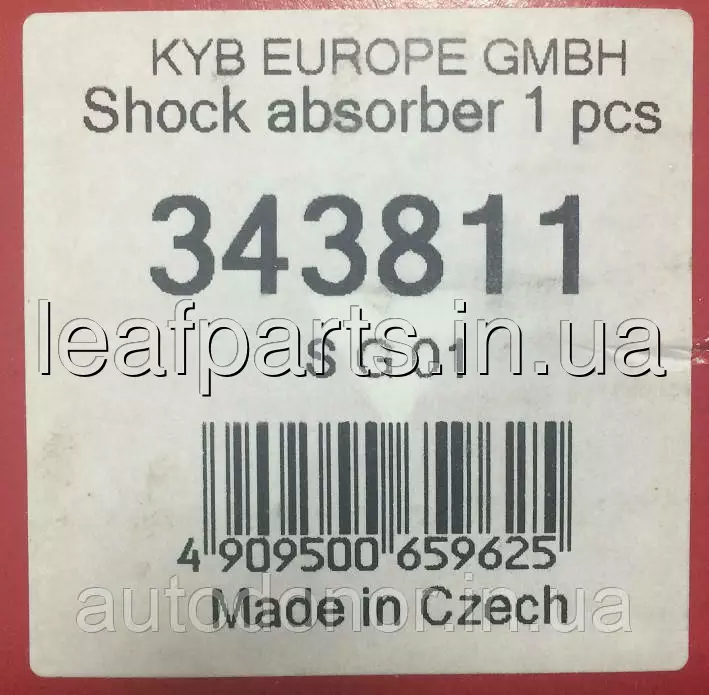 KYB EUROPE GMBH
Shock absorber 1 pcs
343811
leafparts.in.ua
S G 01
4 909500 659625
autodonor.in.ua
Made in Czech